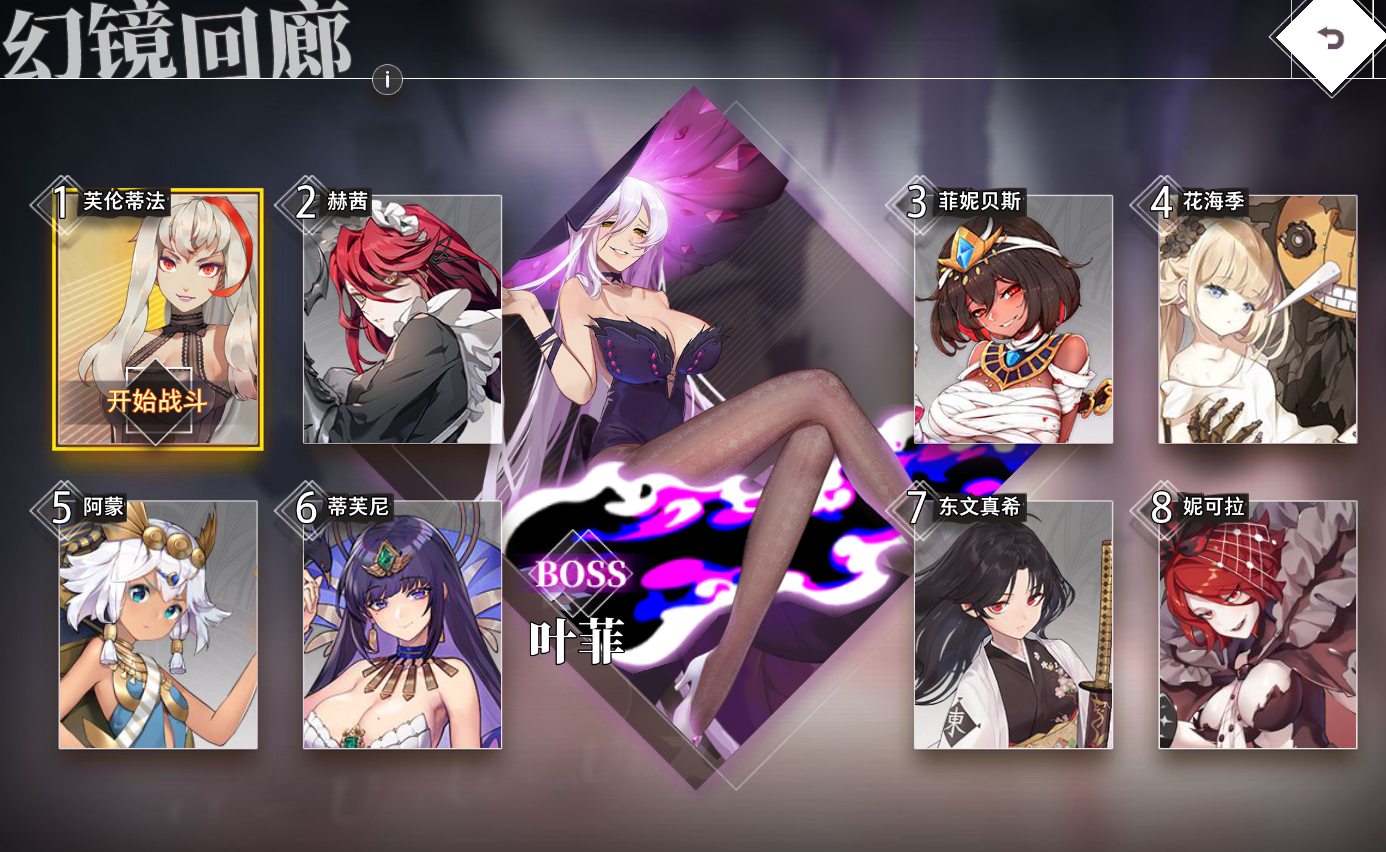 幻镜回廊
i
1 芙伦蒂法
开始战斗
2 赫茜
3 菲妮贝斯
4 花海季
5 阿蒙
6 蒂芙尼
BOSS
叶菲
7 东文真希
東
8 妮可拉